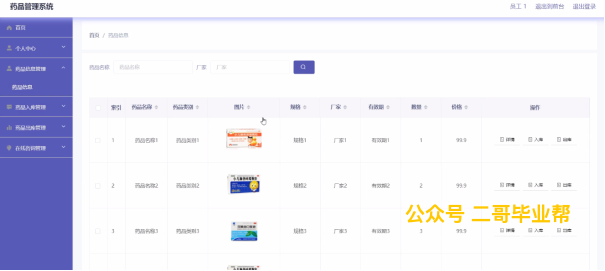 药品管理系统
员工 1 退出到前台 退出登录
首页
个人中心
药品信息管理
药品信息
药品入库管理
药品出库管理
在线咨询管理
首页 / 药品信息
药品名称 药品名称 厂家 厂家
索引 药品名称 药品类别 图片 规格 厂家 有效期 数量 价格 操作
1 药品名称1 药品类别1 规格1 厂家1 有效期1 1 99.9 详情 入库 出库
2 药品名称2 药品类别2 规格2 厂家2 有效期2 2 99.9 详情 入库 出库
公众号 二哥毕业帮
3 药品名称3 药品类别3 规格3 厂家3 有效期3 3 99.9 详情 入库 出库